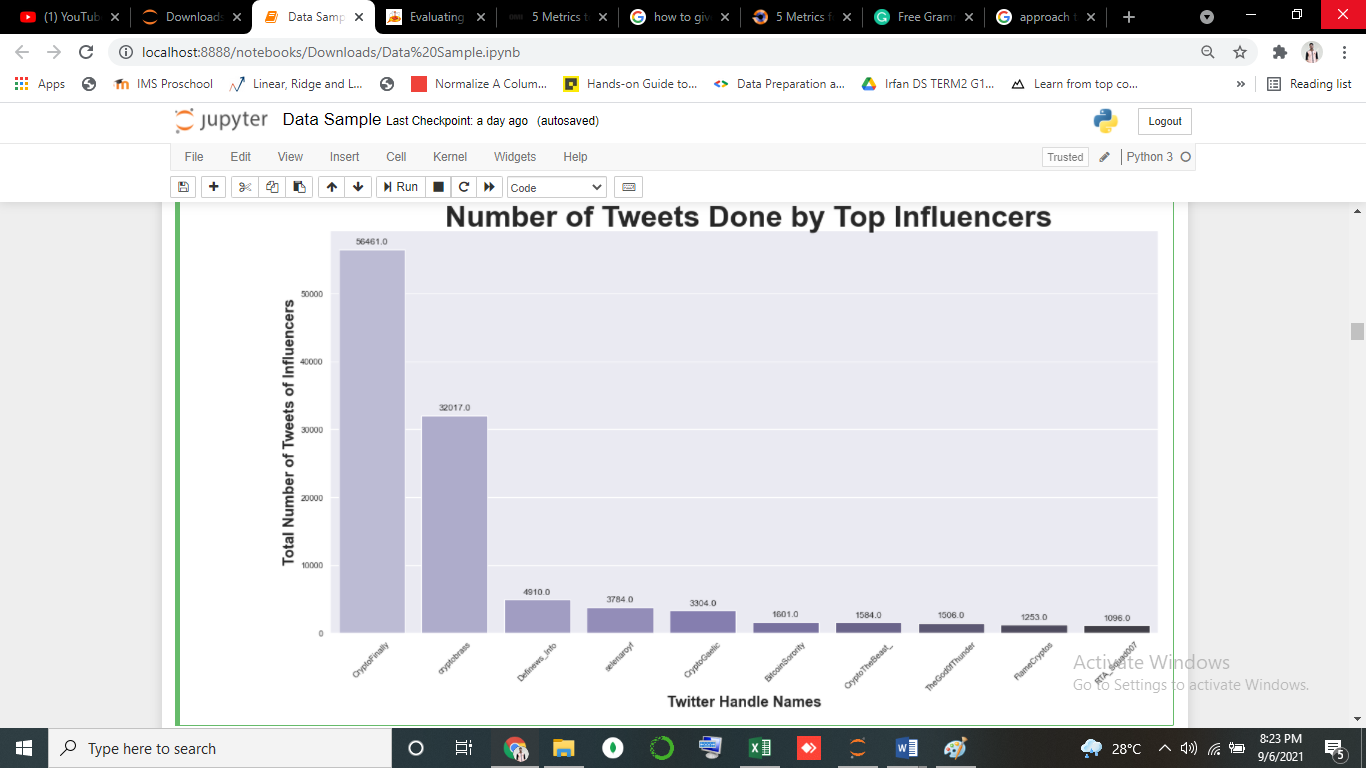 (1) YouTub
Download
Data Samp
Evaluating
5 Metrics t
how to giv
5 Metrics f
Free Gram
approach t
localhost:8888/notebooks/Downloads/Data%20Sample.ipynb
Apps
IMS Proschool
Linear, Ridge and L...
Normalize A Colum...
Hands-on Guide to...
Data Preparation a...
Irfan DS TERM2 G1...
Learn from top co...
»
Reading list
jupyter Data Sample Last Checkpoint: a day ago (autosaved)
Logout
File Edit View Insert Cell Kernel Widgets Help
Trusted
Python 3
Run
Code
Number of Tweets Done by Top Influencers
Total Number of Tweets of Influencers
50000
40000
30000
20000
10000
0
56461.0
32017.0
4910.0
3784.0
3304.0
1601.0
1584.0
1506.0
1253.0
1096.0
CryptoFinally
cryptobrass
Definews_Info
selenaroyf
CryptoGaelic
BitcoinSorority
CryptoTheBeast_
TheGod0fThunder
FlameCryptos
RTA_Squad007
Twitter Handle Names
Activate Windows
Go to Settings to activate Windows.
Type here to search
28°C
8:23 PM
9/6/2021
5